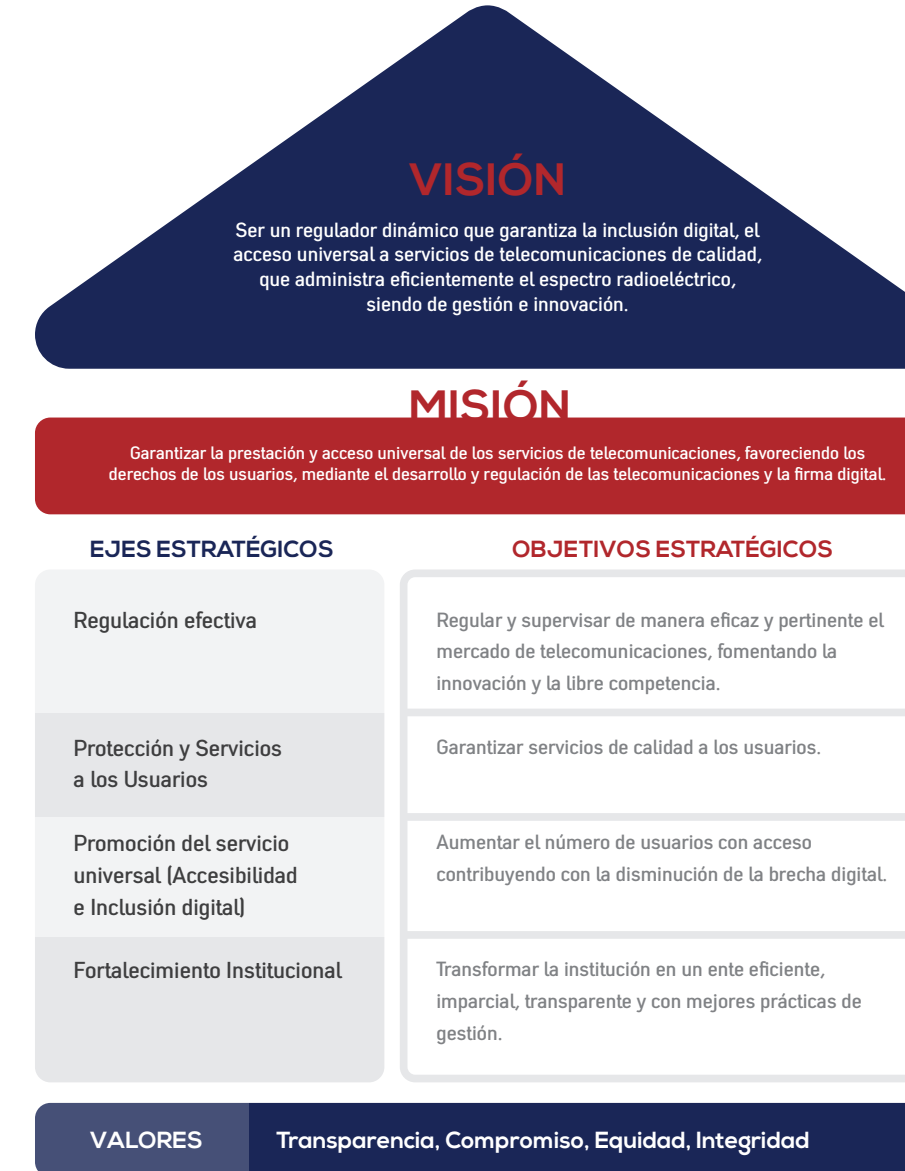 VISIÓN
Ser un regulador dinámico que garantiza la inclusión digital, el
acceso universal a servicios de telecomunicaciones de calidad,
que administra eficientemente el espectro radioeléctrico,
siendo de gestión e innovación.
MISIÓN
Garantizar la prestación y acceso universal de los servicios de telecomunicaciones, favoreciendo los
derechos de los usuarios, mediante el desarrollo y regulación de las telecomunicaciones y la firma digital.
EJES ESTRATÉGICOS
OBJETIVOS ESTRATÉGICOS
Regulación efectiva
Regular y supervisar de manera eficaz y pertinente el
mercado de telecomunicaciones, fomentando la
innovación y la libre competencia.
Protección y Servicios
a los Usuarios
Garantizar servicios de calidad a los usuarios.
Promoción del servicio
universal (Accesibilidad
e Inclusión digital)
Aumentar el número de usuarios con acceso
contribuyendo con la disminución de la brecha digital.
Fortalecimiento Institucional
Transformar la institución en un ente eficiente,
imparcial, transparente y con mejores prácticas de
gestión.
VALORES
Transparencia, Compromiso, Equidad, Integridad